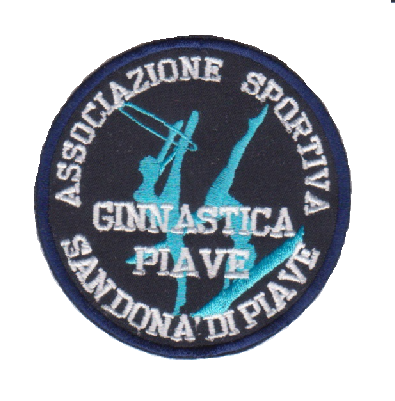 ASSOCIAZIONE SPORTIVA
GINNASTICA
PIAVE
SAN DONA' DI PIAVE